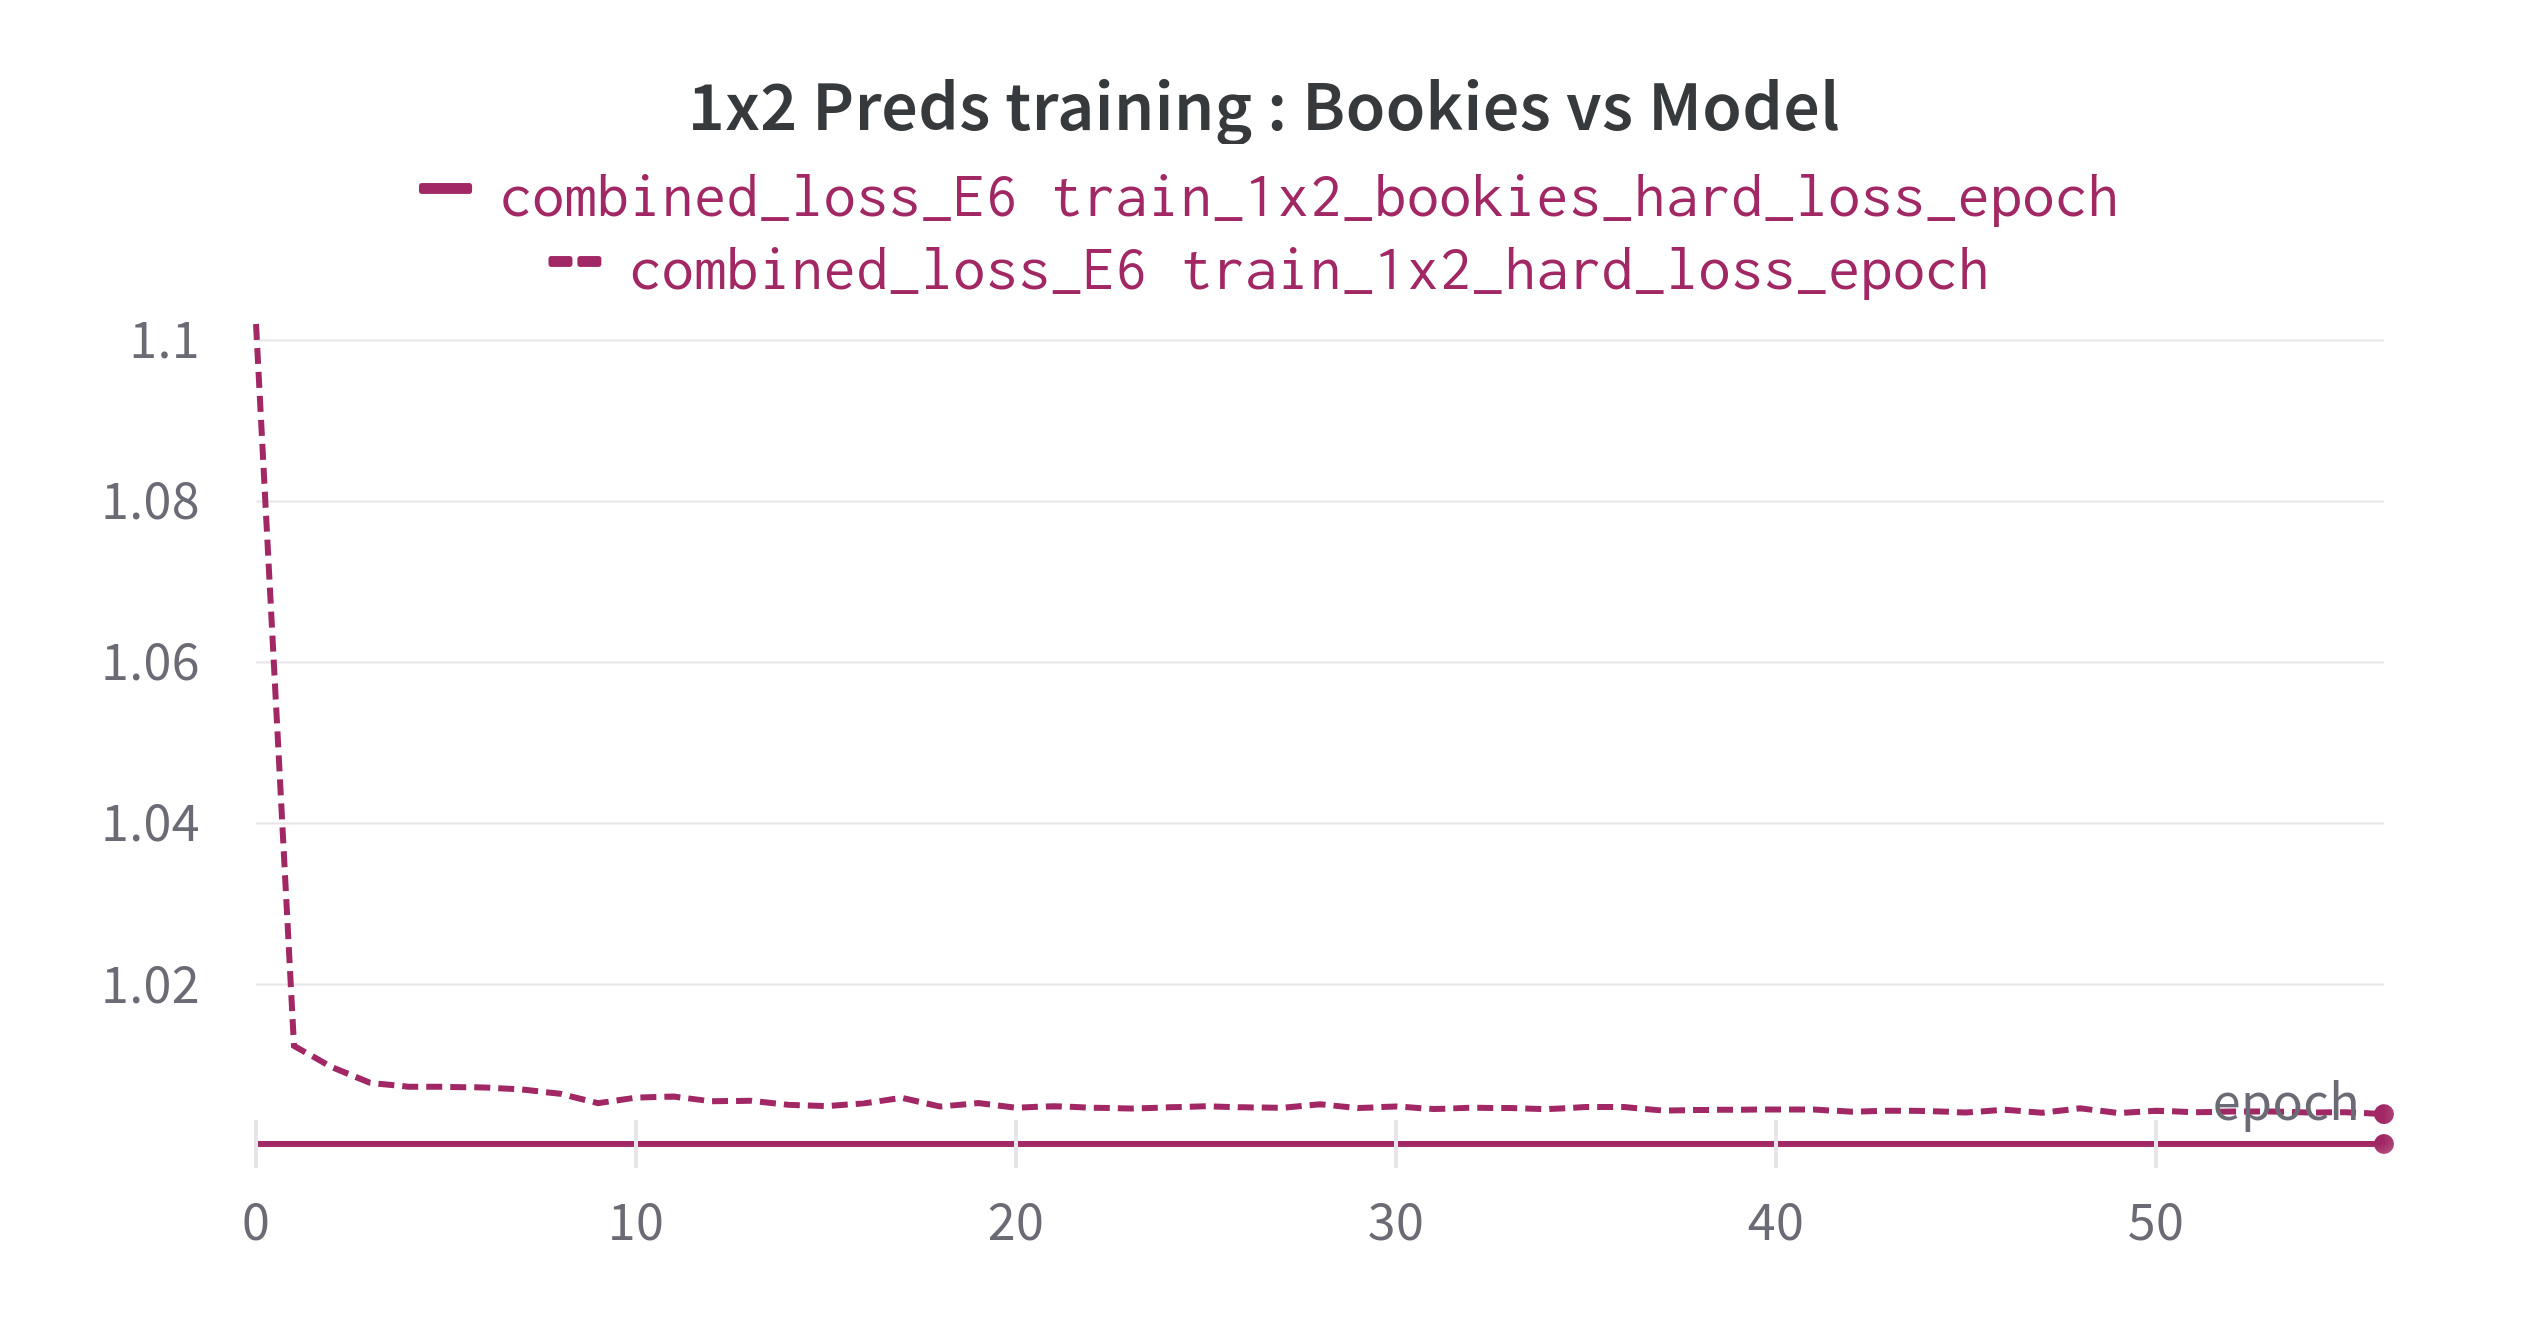 1x2 Preds training : Bookies vs Model
combined_loss_E6 train_1x2_bookies_hard_loss_epoch
combined_loss_E6 train_1x2_hard_loss_epoch
1.1
1.08
1.06
1.04
1.02
epoch
0 10 20 30 40 50